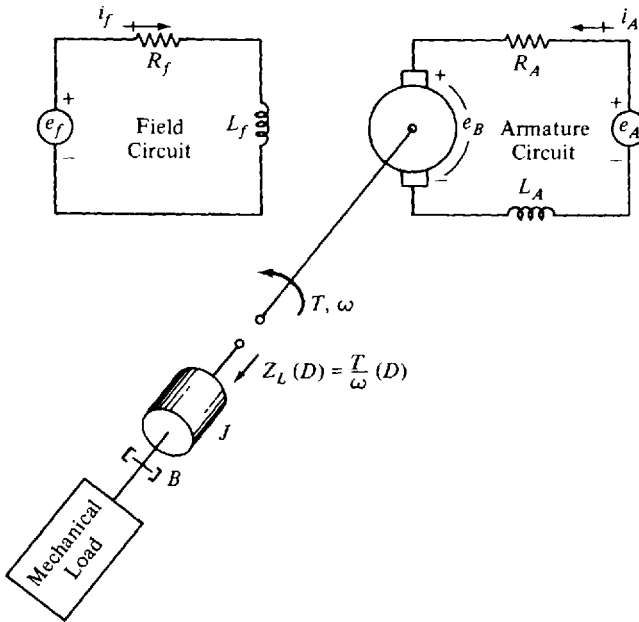 i_f
R_f
+
e_f
−
Field
Circuit
L_f
i_A
R_A
+
e_B
−
Armature
Circuit
+
e_A
−
L_A
T, ω
Z_L (D) = T/ω (D)
J
B
Mechanical
Load